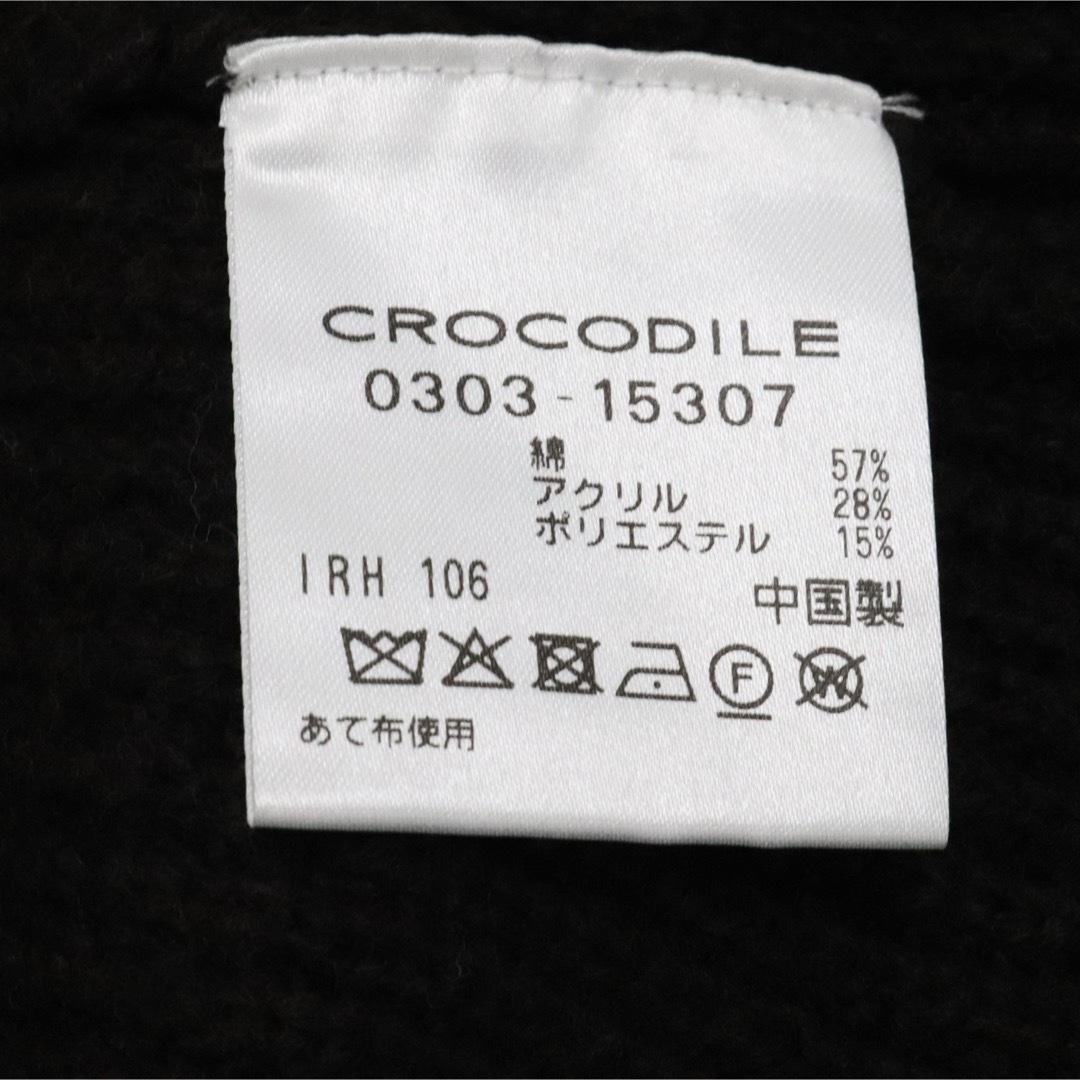 CROCODILE
0303-15307
綿 57%
アクリル 28%
ポリエステル 15%
IRH 106
中国製
F W
あて布使用